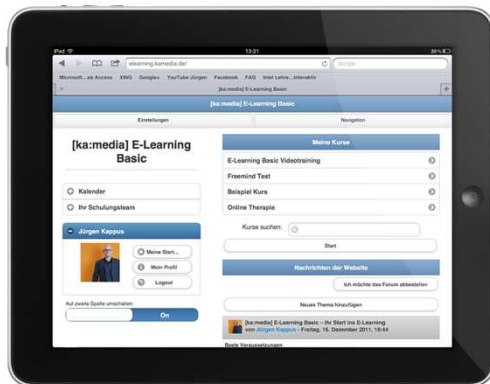 iPad
13:21
elearning.kamedia.de/
Google
Microsoft...eb Access XING Google+ YouTube Jürgen Facebook FAQ Intel Lehre...Interaktiv
[ka:media] E-Learning Basic
[ka:media] E-Learning Basic
Einstellungen
Navigation
[ka:media] E-Learning
Basic
Kalender
Ihr Schulungsteam
Jürgen Kappus
Meine Start...
Mein Profil
Logout
Auf zweite Spalte umschalten:
On
Meine Kurse
E-Learning Basic Videotraining
Freemind Test
Beispiel Kurs
Online Therapie
Kurse suchen:
Start
Nachrichten der Website
Ich möchte das Forum abbestellen
Neues Thema hinzufügen
[ka:media] E-Learning Basic – Ihr Start ins E-Learning
von Jürgen Kappus - Freitag, 16. Dezember 2011, 18:44
Beste Voraussetzungen